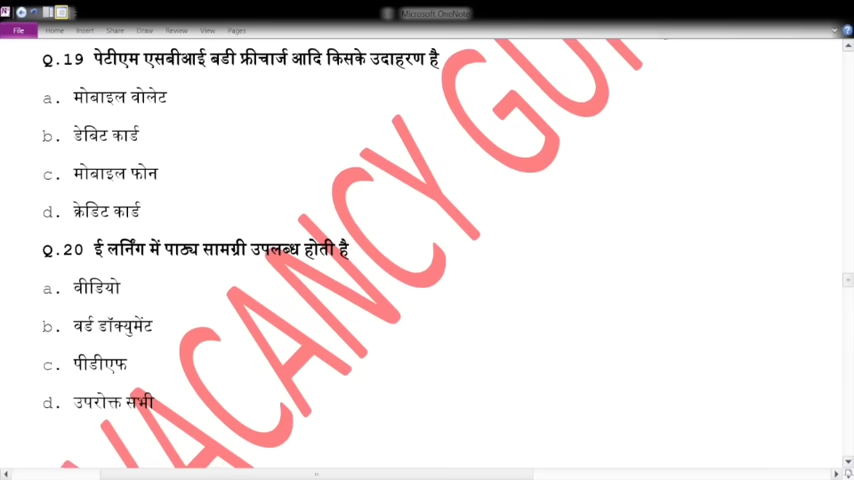 Microsoft OneNote
File Home Insert Share Draw Review View Pages
Q.19 पेटीएम एसबीआई बडी फ्रीचार्ज आदि किसके उदाहरण है
a. मोबाइल वोलेट
b. डेबिट कार्ड
c. मोबाइल फोन
d. क्रेडिट कार्ड
Q.20 ई लर्निंग में पाठ्य सामग्री उपलब्ध होती है
a. वीडियो
b. वर्ड डॉक्युमेंट
c. पीडीएफ
d. उपरोक्त सभी
VACANCY GU